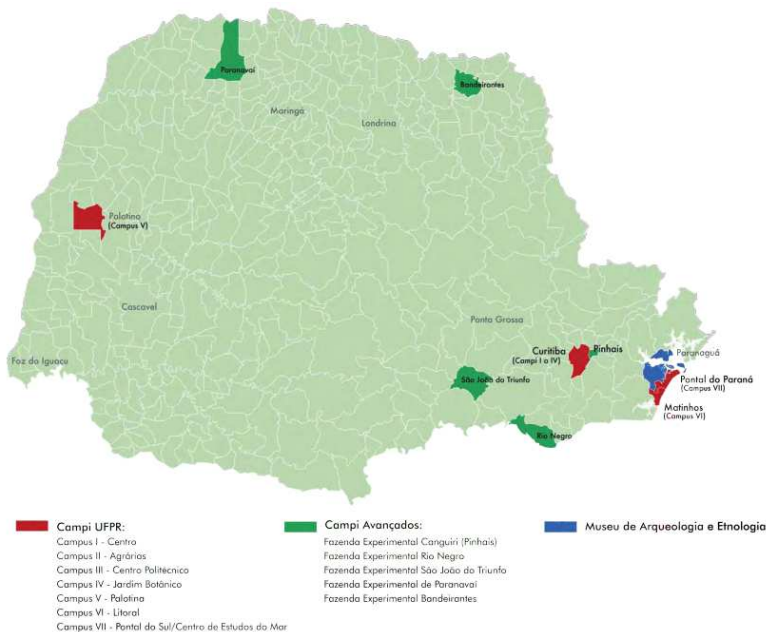 Paranavaí
Bandeirantes
Maringa
Londrina
Palotina
(Campus V)
Cascavel
Ponta Grossa
Foz do Iguaçu
Curitiba
(Campi I a IV)
Pinhais
Paranaguá
São João do Triunfo
Pontal do Paraná
(Campus VII)
Matinhos
(Campus VI)
Rio Negro
Campi UFPR:
Campus I - Centro
Campus II - Agrárias
Campus III - Centro Politécnico
Campus IV - Jardim Botânico
Campus V - Palotina
Campus VI - Litoral
Campus VII - Pontal do Sul/Centro de Estudos do Mar
Campi Avançados:
Fazenda Experimental Canguiri (Pinhais)
Fazenda Experimental Rio Negro
Fazenda Experimental São João do Triunfo
Fazenda Experimental de Paranavaí
Fazenda Experimental Bandeirantes
Museu de Arqueologia e Etnologia